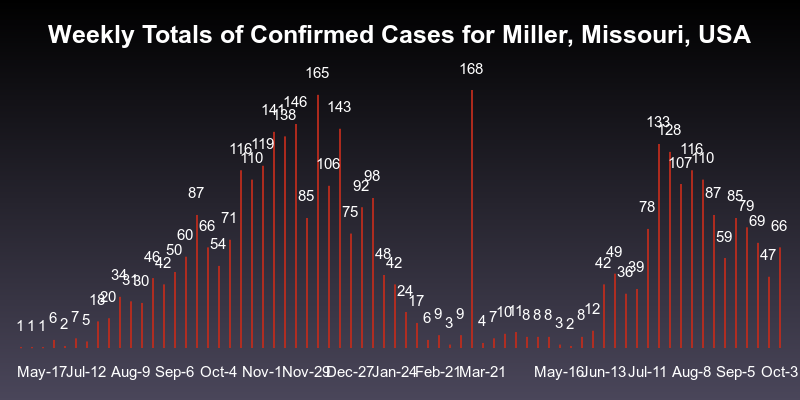 Weekly Totals of Confirmed Cases for Miller, Missouri, USA
1 1 1 6 2 7 5 18 20 34 31 30 46 42 50 60 87 66 54 71 116 110 119 141 138 146 85 165 106 143 75 92 98 48 42 24 17 6 9 3 9 168 4 7 10 11 8 8 8 3 2 8 12 42 49 36 39 78 133 128 107 116 110 87 59 85 79 69 47 66
May-17 Jul-12 Aug-9 Sep-6 Oct-4 Nov-1 Nov-29 Dec-27 Jan-24 Feb-21 Mar-21 May-16 Jun-13 Jul-11 Aug-8 Sep-5 Oct-3